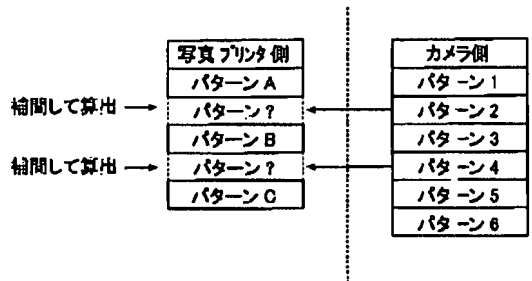 写真プリンタ側
パターン A
補間して算出
パターン ?
パターン B
補間して算出
パターン ?
パターン C
カメラ側
パターン 1
パターン 2
パターン 3
パターン 4
パターン 5
パターン 6